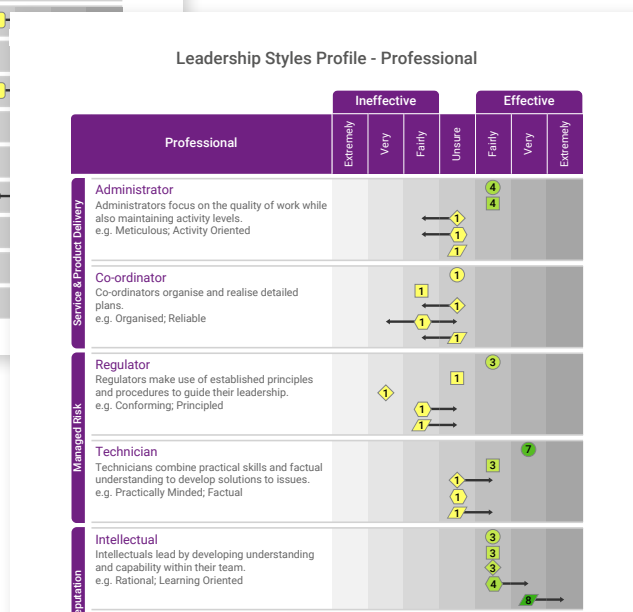 Leadership Styles Profile - Professional
Ineffective
Effective
Professional
Extremely
Very
Fairly
Unsure
Fairly
Very
Extremely
Service & Product Delivery
Administrator
Administrators focus on the quality of work while
also maintaining activity levels.
e.g. Meticulous; Activity Oriented
4
4
1
1
1
Co-ordinator
Co-ordinators organise and realise detailed
plans.
e.g. Organised; Reliable
1
1
1
1
1
Managed Risk
Regulator
Regulators make use of established principles
and procedures to guide their leadership.
e.g. Conforming; Principled
3
1
1
1
1
Technician
Technicians combine practical skills and factual
understanding to develop solutions to issues.
e.g. Practically Minded; Factual
7
3
1
1
1
Intellectual
Intellectuals lead by developing understanding
and capability within their team.
e.g. Rational; Learning Oriented
3
3
3
4
8